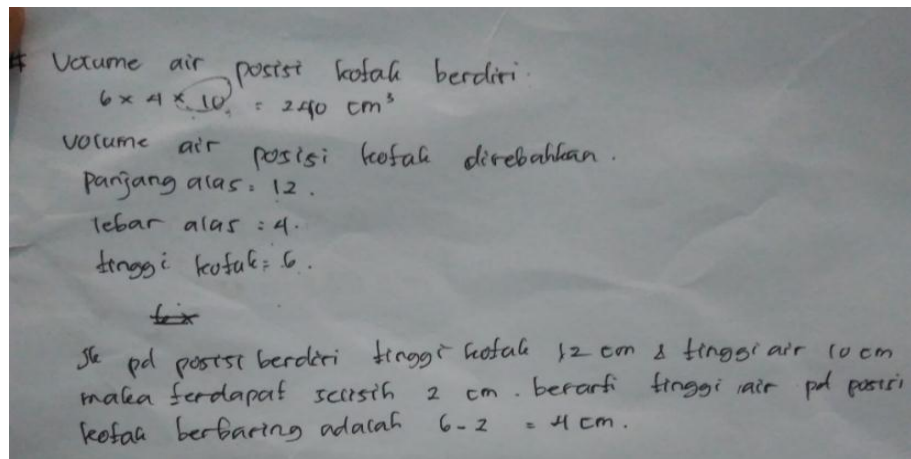 # Volume air posisi kotak berdiri.
6 x 4 x 10 = 240 cm³
volume air posisi kotak direbahkan.
panjang alas = 12.
lebar alas = 4.
tinggi kotak = 6.
Jk pd posisi berdiri tinggi kotak 12 cm & tinggi air 10 cm
maka terdapat selisih 2 cm. berarti tinggi air pd posisi
kotak berbaring adalah 6 - 2 = 4 cm.